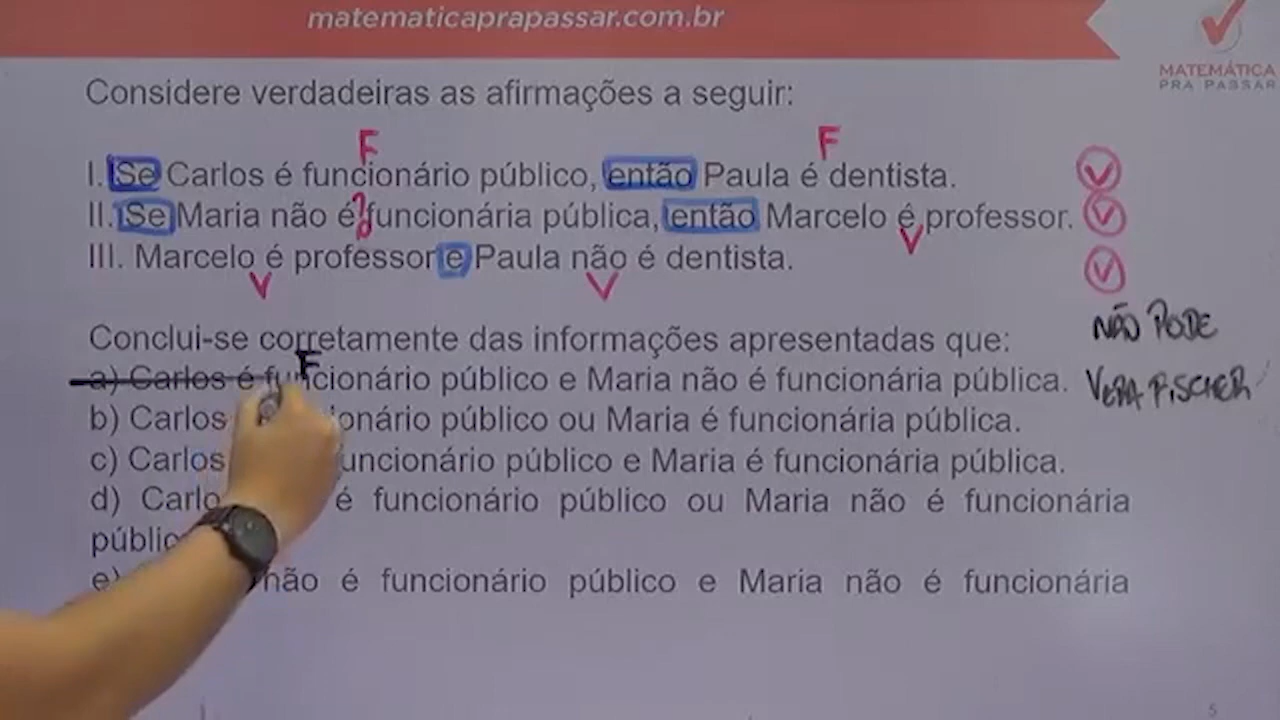 matematicaprapassar.com.br
MATEMÁTICA
PRA PASSAR
Considere verdadeiras as afirmações a seguir:
F F
I. Se Carlos é funcionário público, então Paula é dentista. V
II. Se Maria não é funcionária pública, então Marcelo é professor. V
? V
III. Marcelo é professor e Paula não é dentista. V
V V
Conclui-se corretamente das informações apresentadas que:
NÃO PODE
F
a) Carlos é funcionário público e Maria não é funcionária pública.
VERA FISCHER
b) Carlos onário público ou Maria é funcionária pública.
c) Carlos uncionário público e Maria é funcionária pública.
d) Carlo é funcionário público ou Maria não é funcionária
públic
e) não é funcionário público e Maria não é funcionária
5